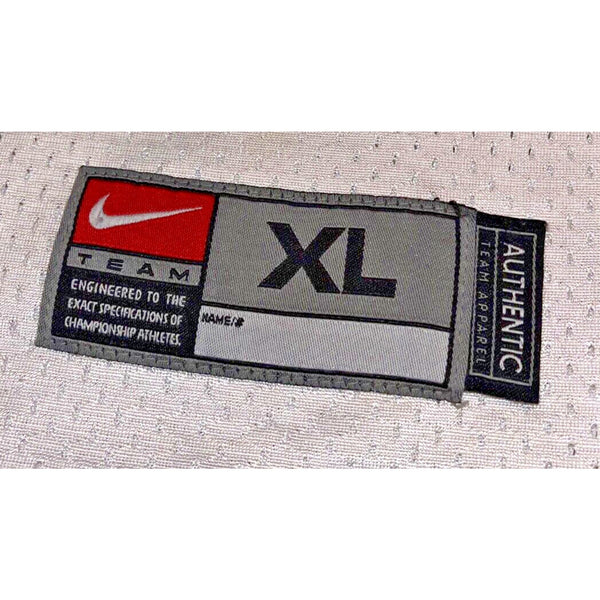 TEAM
ENGINEERED TO THE
EXACT SPECIFICATIONS OF
CHAMPIONSHIP ATHLETES.
XL
NAME/#
AUTHENTIC
TEAM APPAREL